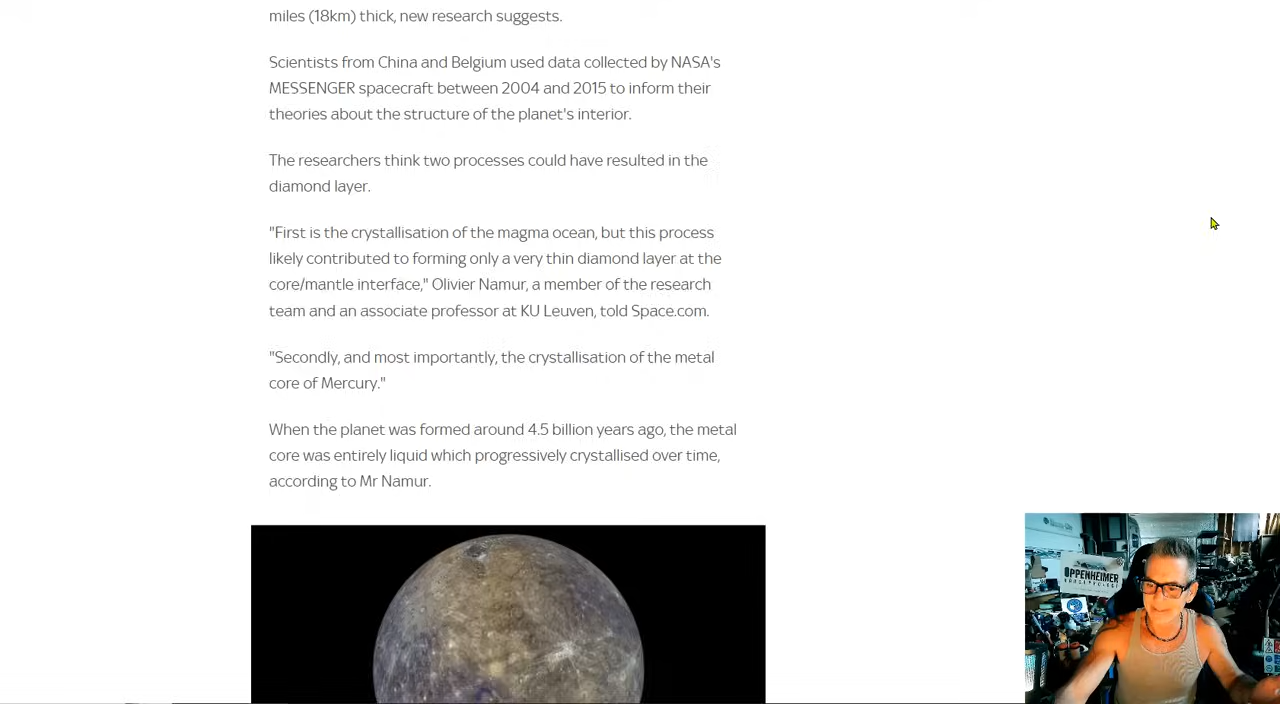 miles (18km) thick, new research suggests.
Scientists from China and Belgium used data collected by NASA's
MESSENGER spacecraft between 2004 and 2015 to inform their
theories about the structure of the planet's interior.
The researchers think two processes could have resulted in the
diamond layer.
"First is the crystallisation of the magma ocean, but this process
likely contributed to forming only a very thin diamond layer at the
core/mantle interface," Olivier Namur, a member of the research
team and an associate professor at KU Leuven, told Space.com.
"Secondly, and most importantly, the crystallisation of the metal
core of Mercury."
When the planet was formed around 4.5 billion years ago, the metal
core was entirely liquid which progressively crystallised over time,
according to Mr Namur.
OPPENHEIMER